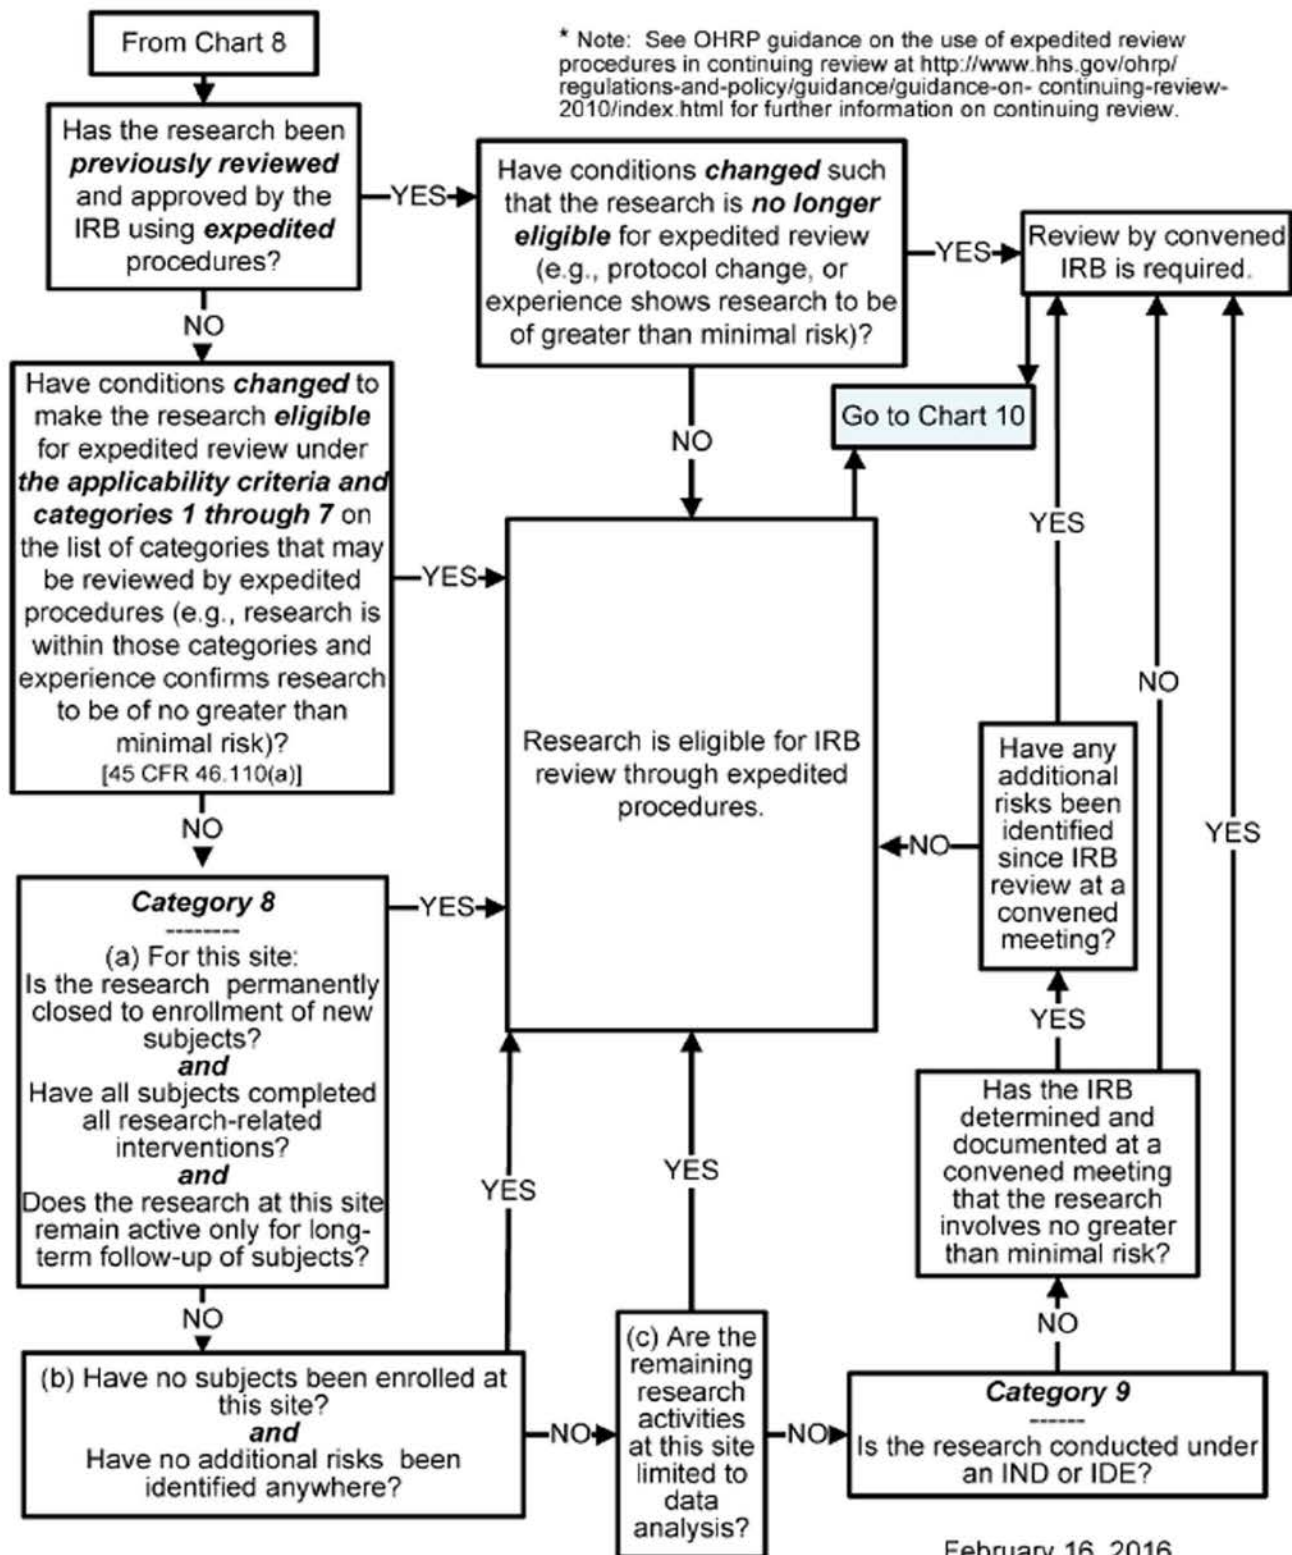 From Chart 8
* Note: See OHRP guidance on the use of expedited review
procedures in continuing review at http://www.hhs.gov/ohrp/
regulations-and-policy/guidance/guidance-on- continuing-review-
2010/index.html for further information on continuing review.
Has the research been
previously reviewed
and approved by the
IRB using expedited
procedures?
YES
Have conditions changed such
that the research is no longer
eligible for expedited review
(e.g., protocol change, or
experience shows research to be
of greater than minimal risk)?
YES
Review by convened
IRB is required.
NO
NO
Go to Chart 10
Have conditions changed to
make the research eligible
for expedited review under
the applicability criteria and
categories 1 through 7 on
the list of categories that may
be reviewed by expedited
procedures (e.g., research is
within those categories and
experience confirms research
to be of no greater than
minimal risk)?
[45 CFR 46.110(a)]
YES
Research is eligible for IRB
review through expedited
procedures.
YES
NO
YES
Have any
additional
risks been
identified
since IRB
review at a
convened
meeting?
NO
NO
Category 8
--------
(a) For this site:
Is the research permanently
closed to enrollment of new
subjects?
and
Have all subjects completed
all research-related
interventions?
and
Does the research at this site
remain active only for long-
term follow-up of subjects?
YES
YES
Has the IRB
determined and
documented at a
convened meeting
that the research
involves no greater
than minimal risk?
YES
YES
NO
NO
(b) Have no subjects been enrolled at
this site?
and
Have no additional risks been
identified anywhere?
NO
(c) Are the
remaining
research
activities
at this site
limited to
data
analysis?
NO
Category 9
------
Is the research conducted under
an IND or IDE?
February 16, 2016